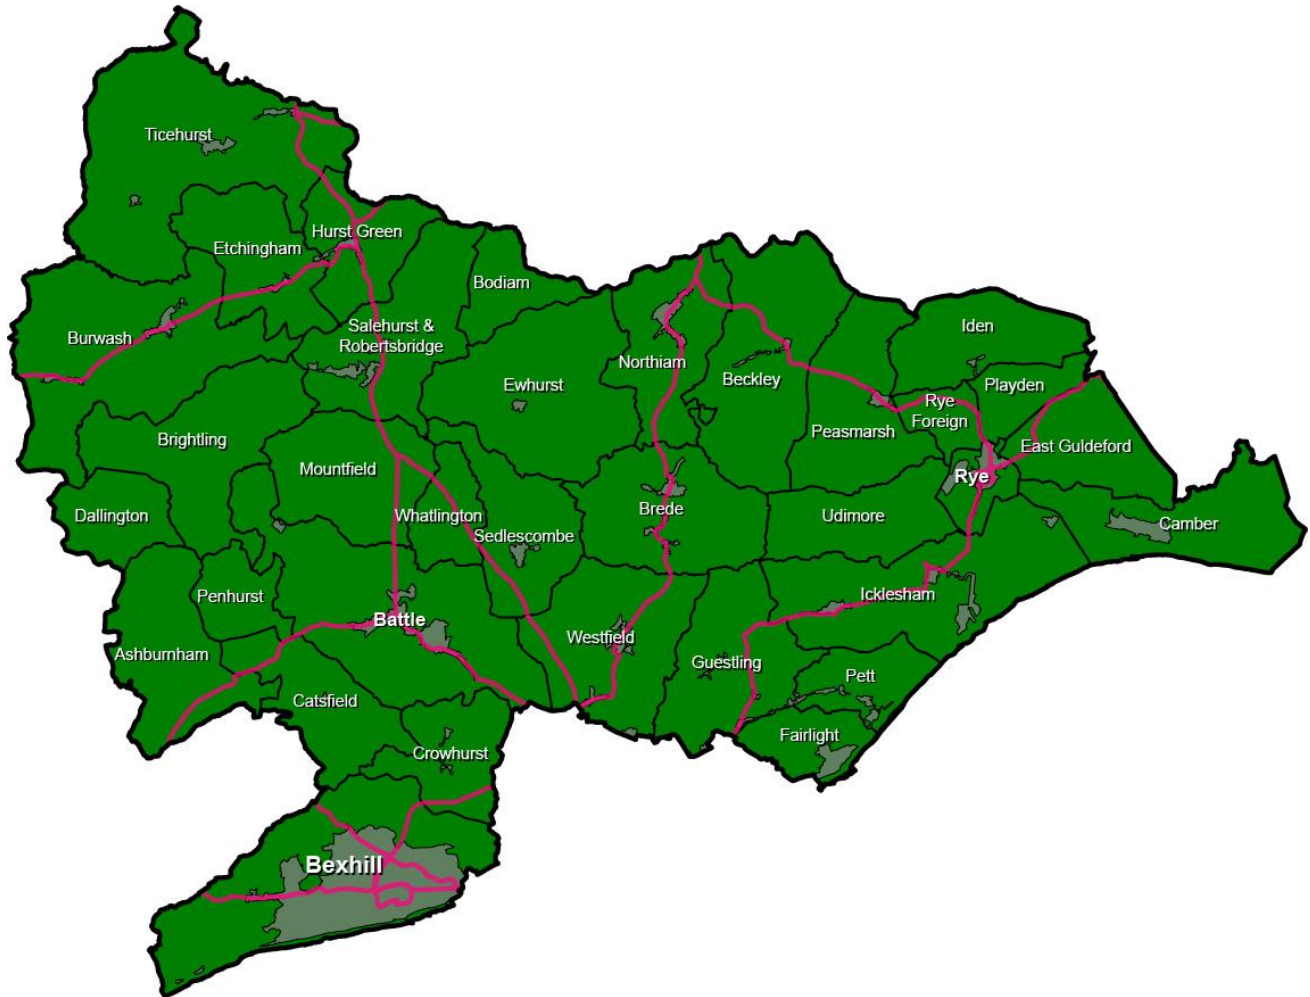 Ticehurst
Hurst Green
Etchingham
Bodiam
Burwash
Salehurst &
Robertsbridge
Iden
Northiam
Beckley
Ewhurst
Playden
Rye
Foreign
Peasmarsh
Brightling
East Guldeford
Mountfield
Rye
Dallington
Whatlington
Brede
Udimore
Camber
Sedlescombe
Penhurst
Icklesham
Battle
Westfield
Ashburnham
Guestling
Pett
Catsfield
Fairlight
Crowhurst
Bexhill